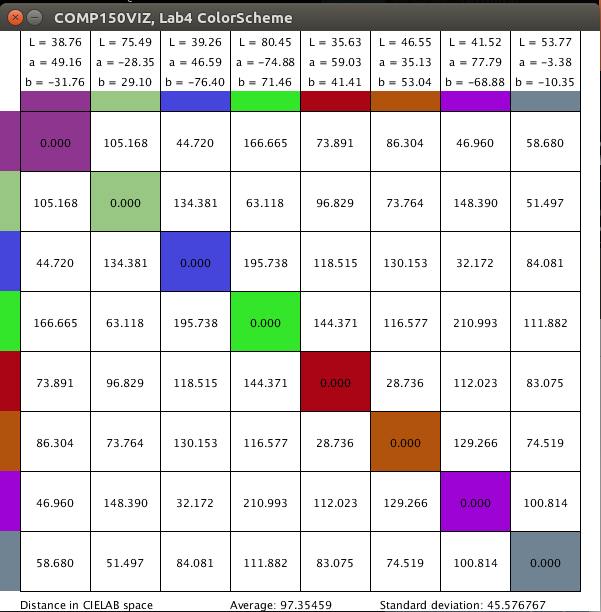 COMP150VIZ, Lab4 ColorScheme
L = 38.76 L = 75.49 L = 39.26 L = 80.45 L = 35.63 L = 46.55 L = 41.52 L = 53.77
a = 49.16 a = −28.35 a = 46.59 a = −74.88 a = 59.03 a = 35.13 a = 77.79 a = −3.38
b = −31.76 b = 29.10 b = −76.40 b = 71.46 b = 41.41 b = 53.04 b = −68.88 b = −10.35
0.000 105.168 44.720 166.665 73.891 86.304 46.960 58.680
105.168 0.000 134.381 63.118 96.829 73.764 148.390 51.497
44.720 134.381 0.000 195.738 118.515 130.153 32.172 84.081
166.665 63.118 195.738 0.000 144.371 116.577 210.993 111.882
73.891 96.829 118.515 144.371 0.000 28.736 112.023 83.075
86.304 73.764 130.153 116.577 28.736 0.000 129.266 74.519
46.960 148.390 32.172 210.993 112.023 129.266 0.000 100.814
58.680 51.497 84.081 111.882 83.075 74.519 100.814 0.000
Distance in CIELAB space Average: 97.35459 Standard deviation: 45.576767